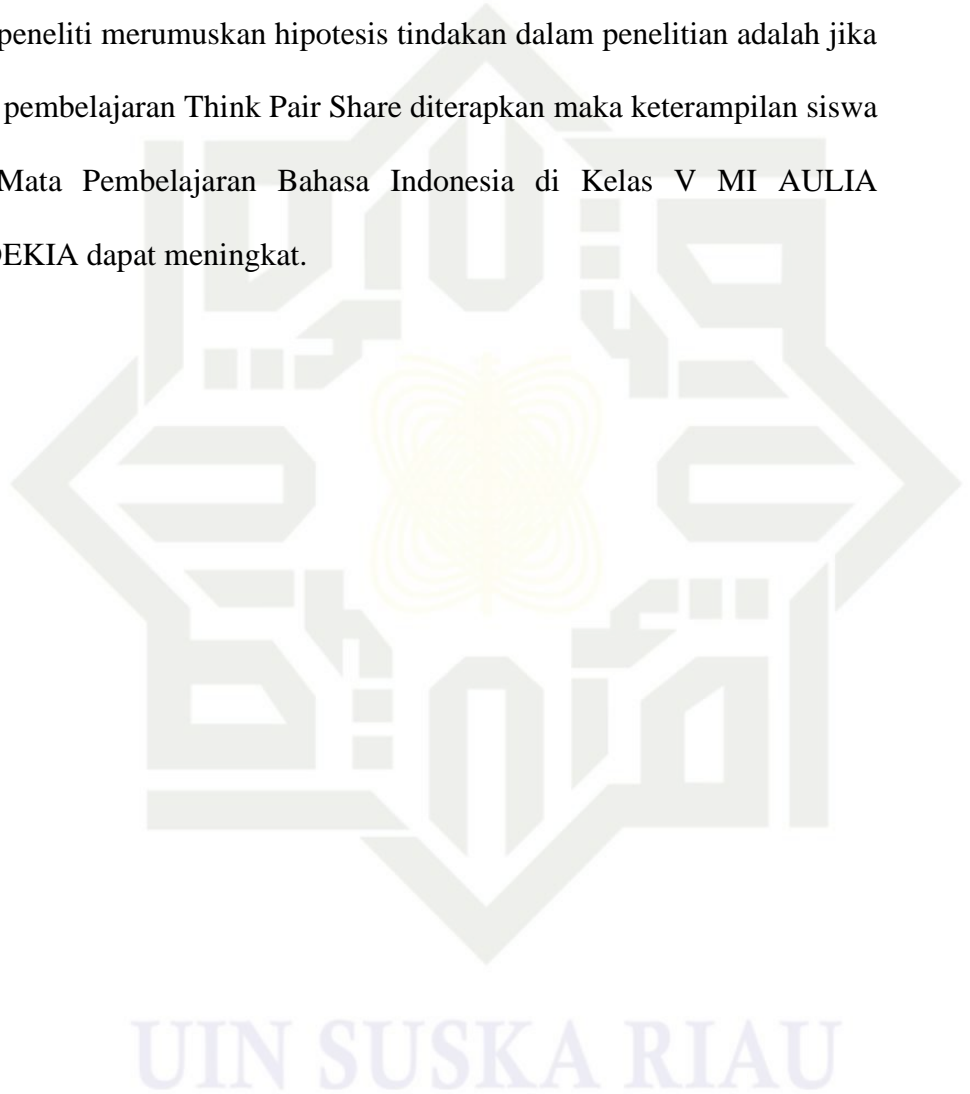 peneliti merumuskan hipotesis tindakan dalam penelitian adalah jika
pembelajaran Think Pair Share diterapkan maka keterampilan siswa
Mata Pembelajaran Bahasa Indonesia di Kelas V MI AULIA
DEKIA dapat meningkat.
UIN SUSKA RIAU